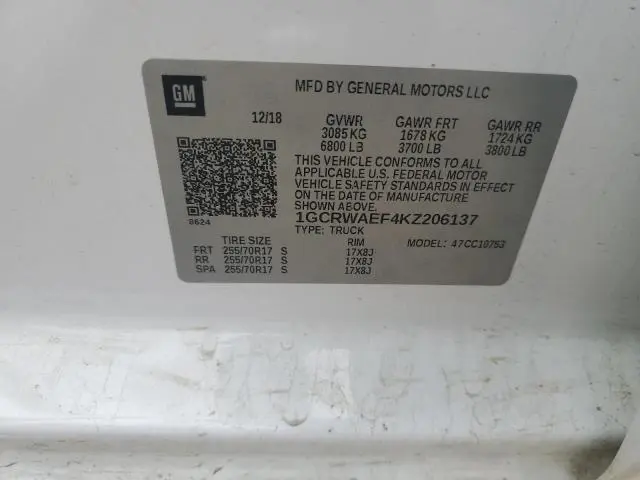 GM
MFD BY GENERAL MOTORS LLC
12/18 GVWR GAWR FRT GAWR RR
3085 KG 1678 KG 1724 KG
6800 LB 3700 LB 3800 LB
THIS VEHICLE CONFORMS TO ALL
APPLICABLE U.S. FEDERAL MOTOR
VEHICLE SAFETY STANDARDS IN EFFECT
ON THE DATE OF MANUFACTURE
SHOWN ABOVE.
8624
1GCRWAEF4KZ206137
TYPE: TRUCK MODEL: 47CC10753
TIRE SIZE RIM
FRT 255/70R17 S 17X8J
RR 255/70R17 S 17X8J
SPA 255/70R17 S 17X8J